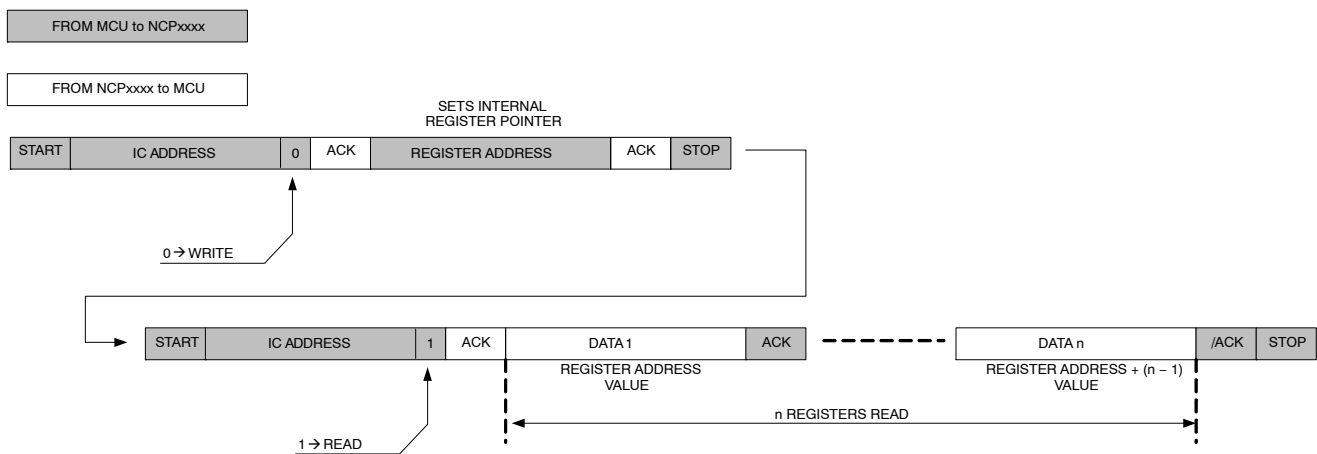 FROM MCU to NCPxxxx
FROM NCPxxxx to MCU
SETS INTERNAL
REGISTER POINTER
START IC ADDRESS 0 ACK REGISTER ADDRESS ACK STOP
0 → WRITE
START IC ADDRESS 1 ACK DATA 1 ACK DATA n /ACK STOP
REGISTER ADDRESS
VALUE
REGISTER ADDRESS + (n − 1)
VALUE
n REGISTERS READ
1 → READ